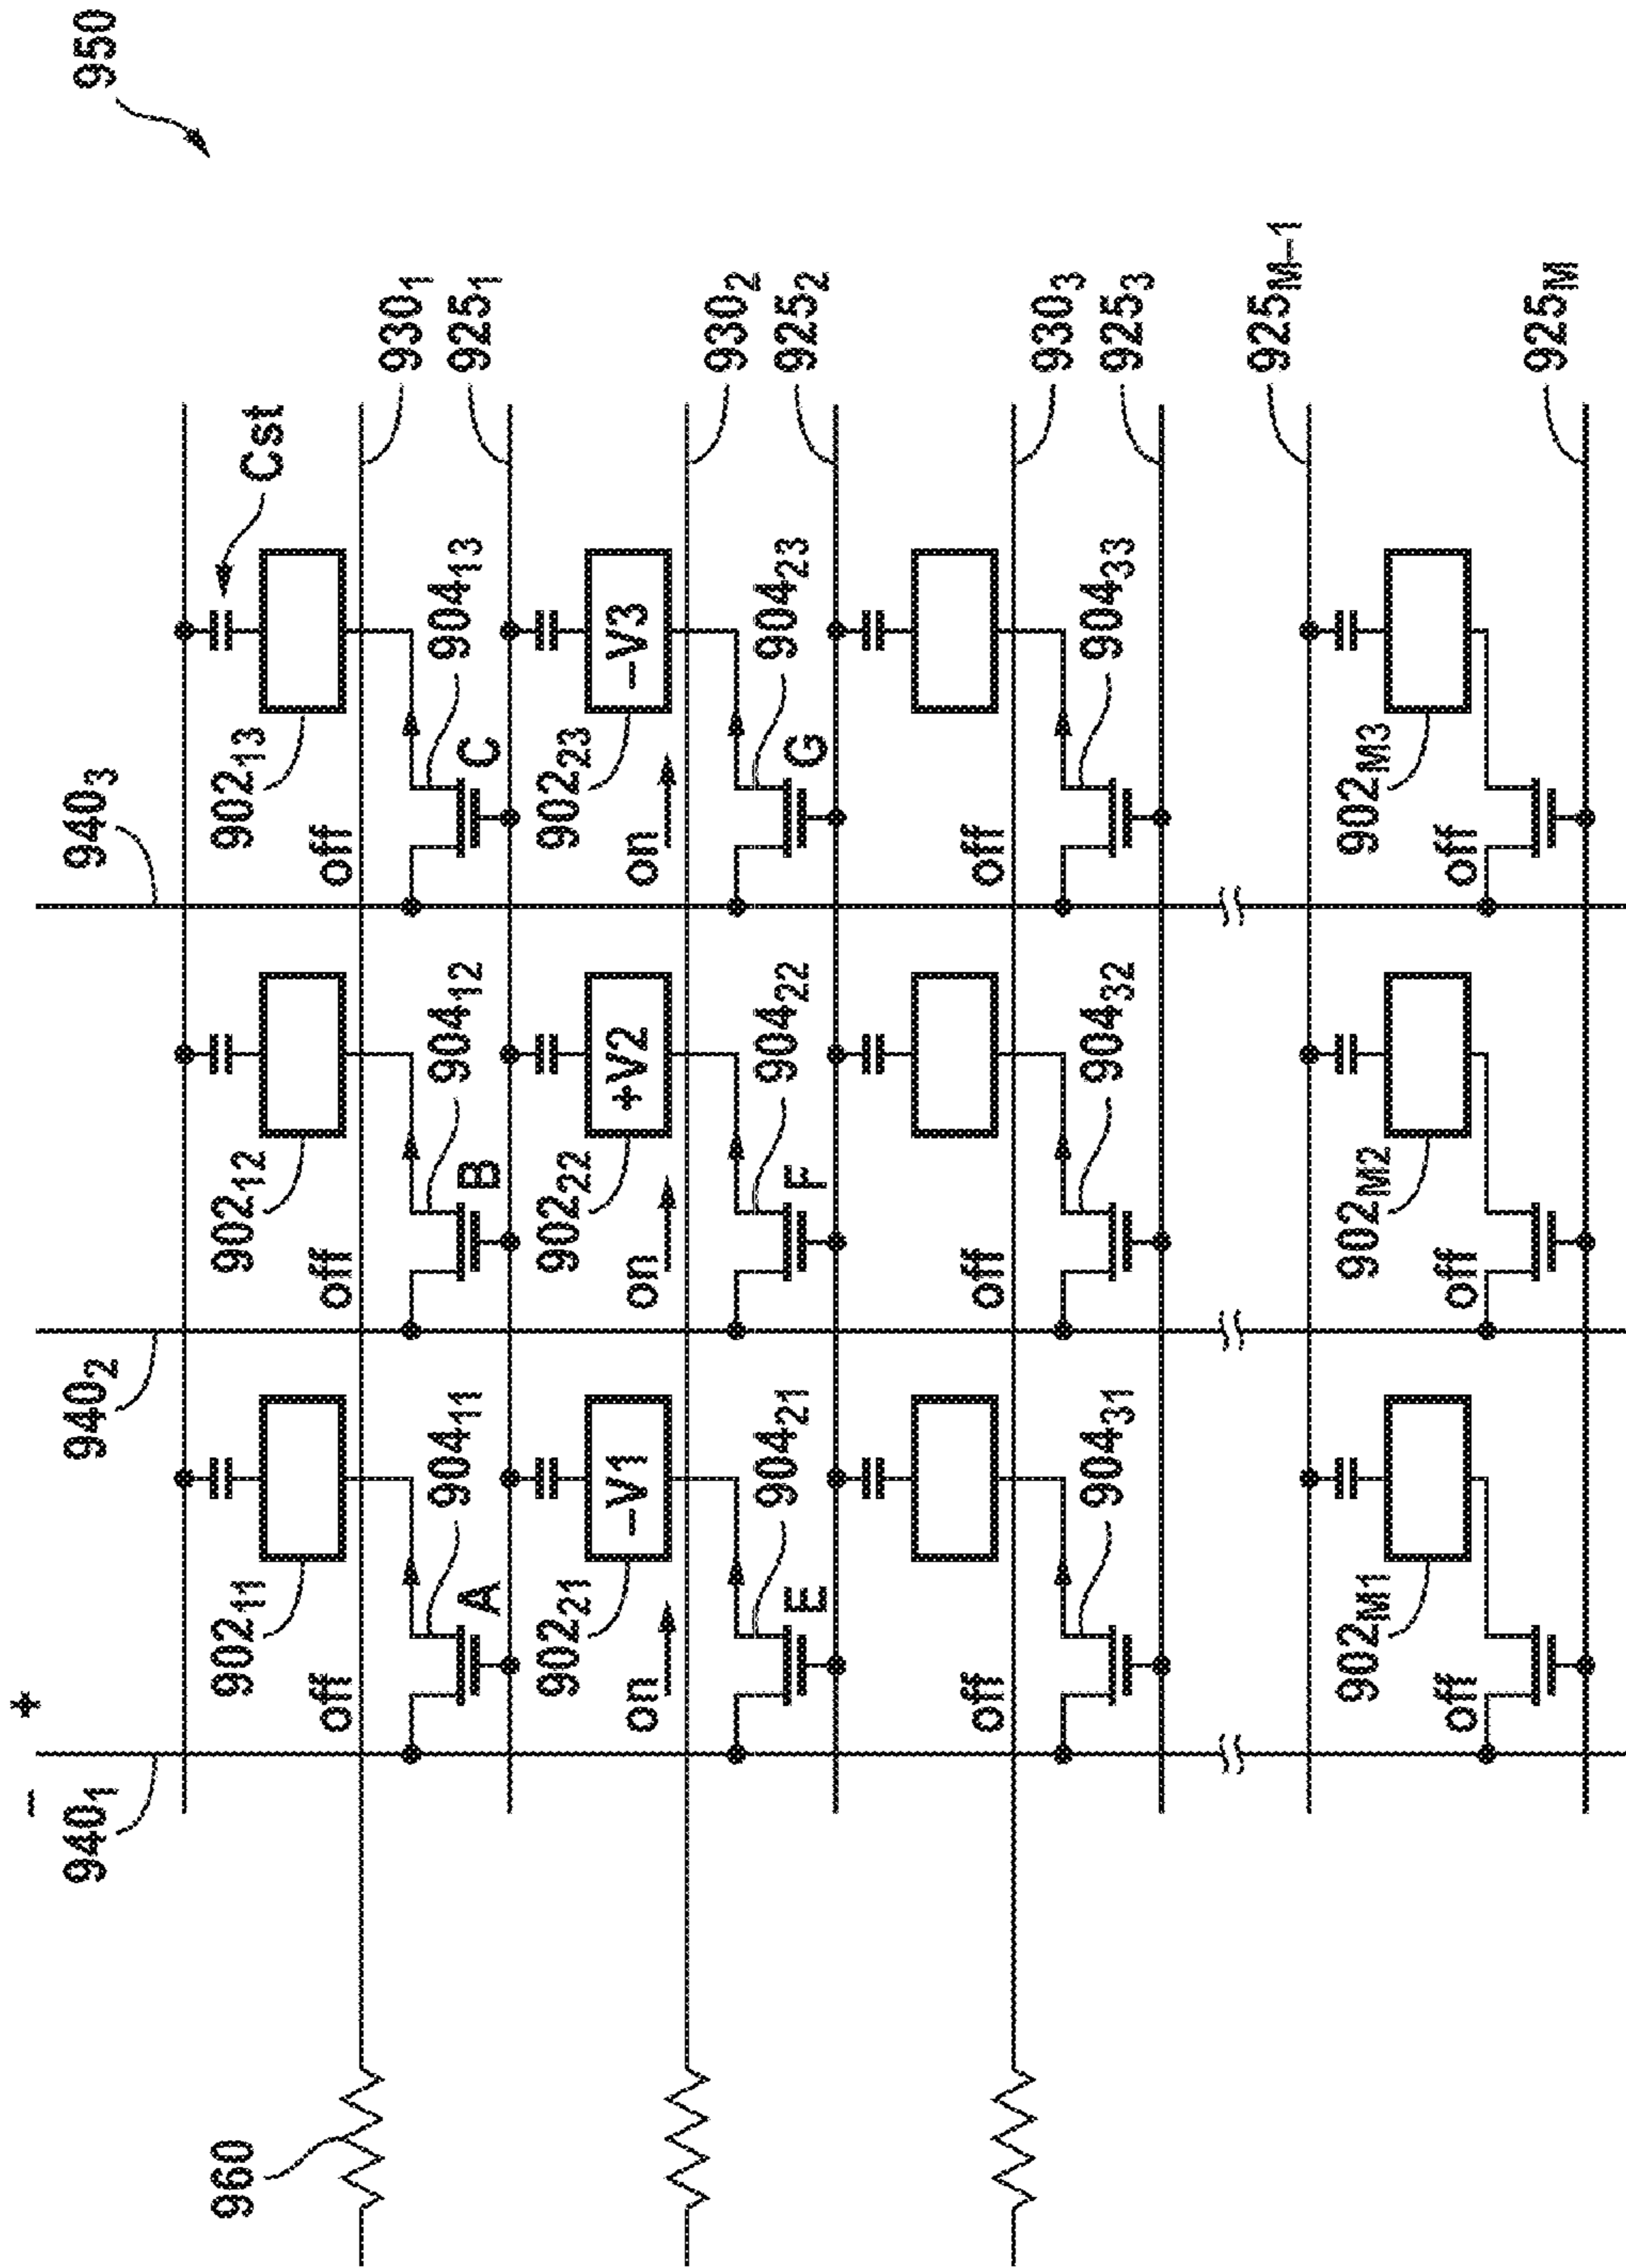 950
940₁
–
*
940₂
940₃
902₁₁
902₁₂
902₁₃
Cst
off
off
off
930₁
A
904₁₁
B
904₁₂
C
904₁₃
925₁
902₂₁
–V1
902₂₂
+V2
902₂₃
–V3
on
on
on
930₂
E
904₂₁
F
904₂₂
G
904₂₃
925₂
off
off
off
930₃
904₃₁
904₃₂
904₃₃
925₃
925M–1
902M1
902M2
902M3
off
off
off
925M
960